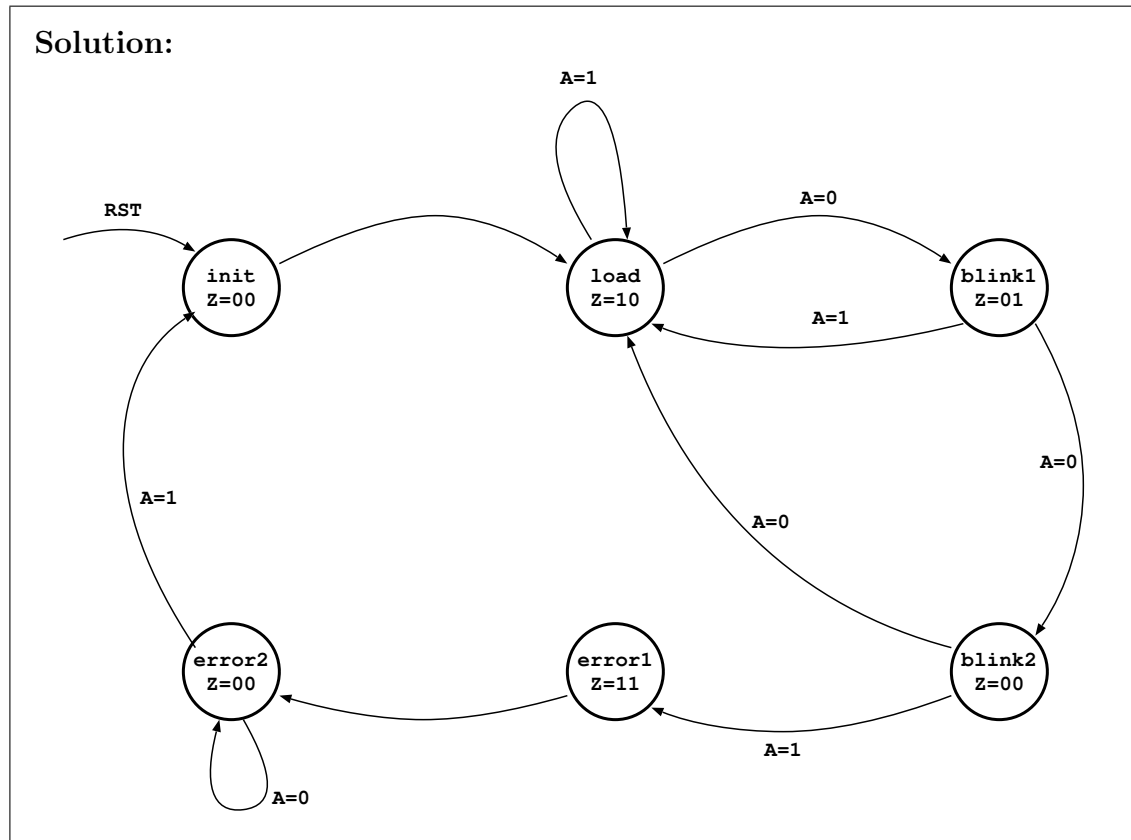 Solution:
A=1
RST
A=0
init
Z=00
load
Z=10
blink1
Z=01
A=1
A=0
A=1
A=0
error2
Z=00
error1
Z=11
blink2
Z=00
A=1
A=0